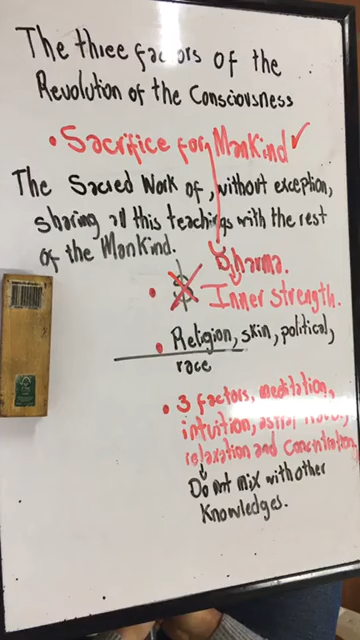 The three factors of the
Revolution of the Consciousness
• Sacrifice for Mankind ✓
The Sacred Work of, without exception,
sharing all this teachings with the rest
of the Mankind.
Dharma.
• $ Inner strength.
• Religion, skin, political,
race
• 3 factors, meditation,
intuition, astral
relaxation and concentration.
Do not mix with other
Knowledges.
FSC